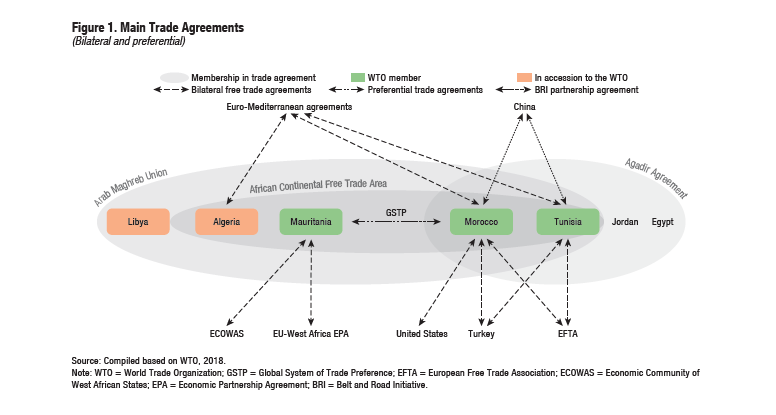 Figure 1. Main Trade Agreements
(Bilateral and preferential)
Membership in trade agreement
WTO member
In accession to the WTO
Bilateral free trade agreements
Preferential trade agreements
BRI partnership agreement
Euro-Mediterranean agreements
China
Arab Maghreb Union
African Continental Free Trade Area
Agadir Agreement
Libya
Algeria
Mauritania
GSTP
Morocco
Tunisia
Jordan
Egypt
ECOWAS
EU-West Africa EPA
United States
Turkey
EFTA
Source: Compiled based on WTO, 2018.
Note: WTO = World Trade Organization; GSTP = Global System of Trade Preference; EFTA = European Free Trade Association; ECOWAS = Economic Community of
West African States; EPA = Economic Partnership Agreement; BRI = Belt and Road Initiative.